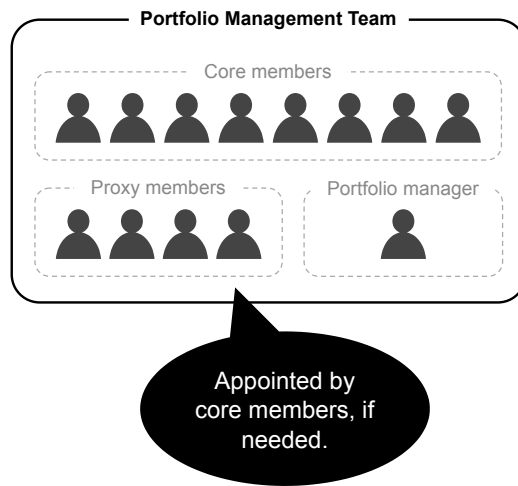 Portfolio Management Team
Core members
Proxy members
Portfolio manager
Appointed by
core members, if
needed.